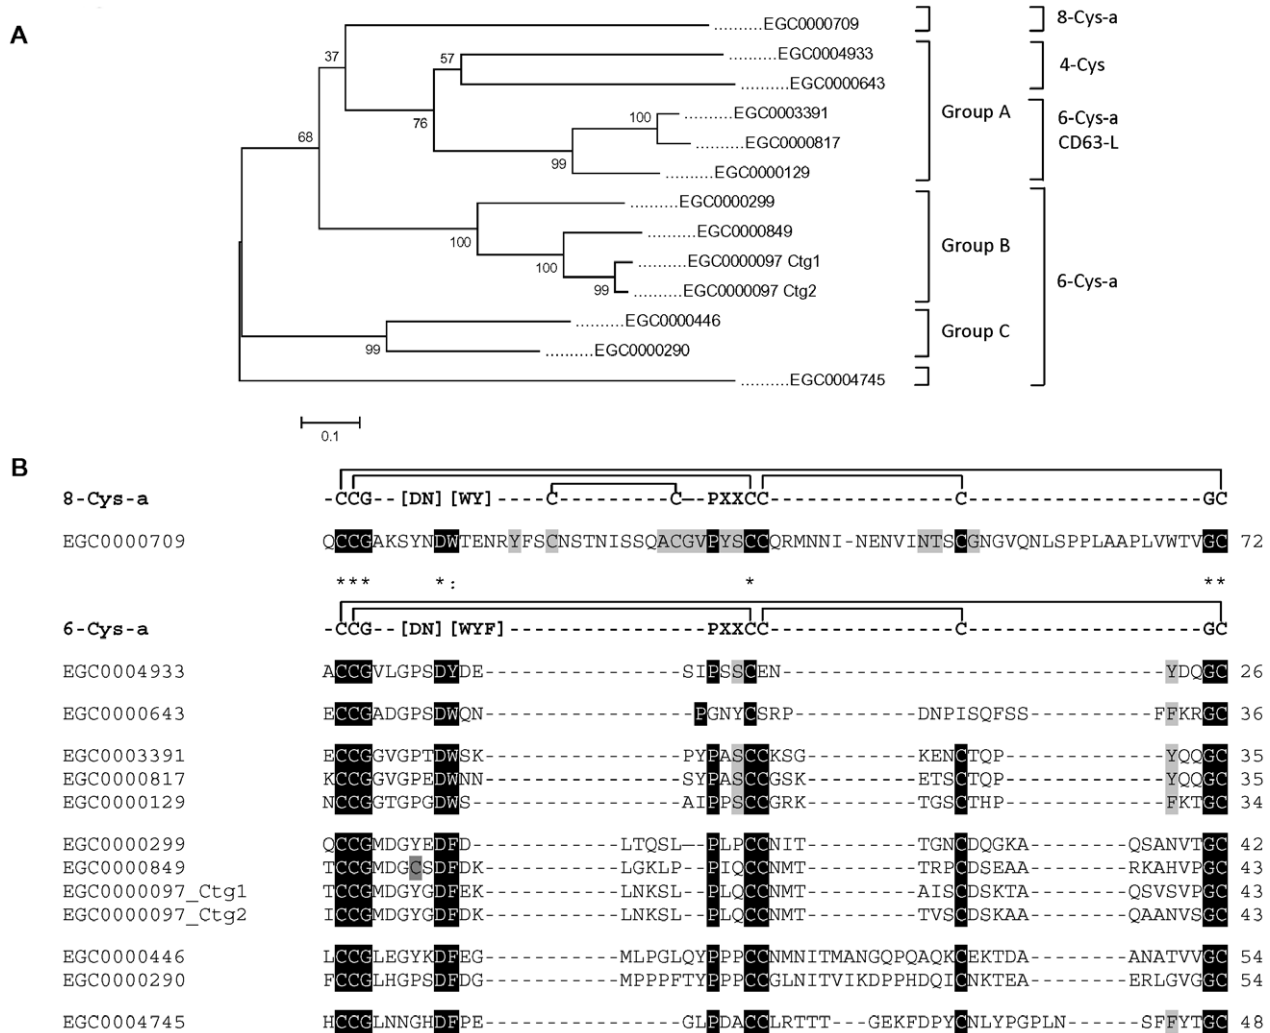 A
37
57
76
68
100
99
100
100
99
99
..........EGC0000709
..........EGC0004933
..........EGC0000643
..........EGC0003391
..........EGC0000817
..........EGC0000129
..........EGC0000299
..........EGC0000849
..........EGC0000097 Ctg1
..........EGC0000097 Ctg2
..........EGC0000446
..........EGC0000290
..........EGC0004745
Group A
Group B
Group C
8-Cys-a
4-Cys
6-Cys-a
CD63-L
6-Cys-a
0.1
B
8-Cys-a -CCG--[DN][WY]-----C---------C--PXXCC----------------C-------------------GC
EGC0000709 QCCGAKSYNDWTENRYFSCNSTNISSQACGVPYSCCQRMNNI-NENVINTSCGNGVQNLSPPLAAPLVWTVGC 72
*** *: * **
6-Cys-a -CCG--[DN][WYF]----------------PXXCC---------------C-------------------GC
EGC0004933 ACCGVLGPSDYDE----------------SIPSSCEN-------------------------------YDQGC 26
EGC0000643 ECCGADGPSDWQN-----------------PGNYCSRP----------DNPISQFSS----------FFKRGC 36
EGC0003391 ECCGGVGPTDWSK----------------PYPASCCKSG---------KENCTQP-------------YQQGC 35
EGC0000817 KCCGGVGPEDWNN----------------SYPASCCGSK---------ETSCTQP-------------YQQGC 35
EGC0000129 NCCGGTGPGDWS-----------------AIPPSCCGRK---------TGSCTHP-------------FKTGC 34
EGC0000299 QCCGMDGYEDFD------------LTQSL--PLPCCNIT---------TGNCDQGKA--------QSANVTGC 42
EGC0000849 TCCGMDGCSDFDK-----------LGKLP--PIQCCNMT---------TRPCDSEAA--------RKAHVPGC 43
EGC0000097_Ctg1 TCCGMDGYGDFEK-----------LNKSL--PLQCCNMT---------AISCDSKTA--------QSVSVPGC 43
EGC0000097_Ctg2 ICCGMDGYGDFDK-----------LNKSL--PLQCCNMT---------TVSCDSKAA--------QAANVSGC 43
EGC0000446 LCCGLEGYKDFEG-----------MLPGLQYPPPCCNMNITMANGQPQAQKCEKTDA--------ANATVVGC 54
EGC0000290 FCCGLHGPSDFDG-----------MPPPFTYPPPCCGLNITVIKDPPHDQICNKTEA--------ERLGVGGC 54
EGC0004745 HCCGLNNGHDFPE----------------GLPDACCLRTTT----GEKFDPYCNLYPGPLN------SFFYTGC 48